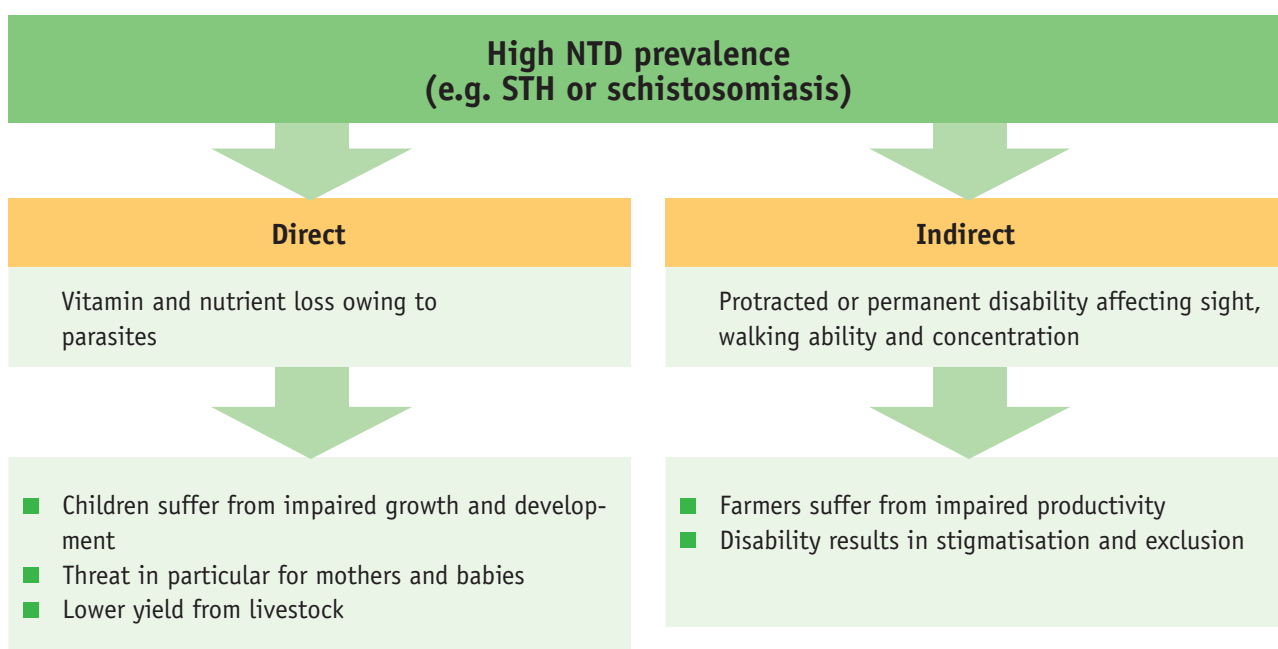 High NTD prevalence
(e.g. STH or schistosomiasis)
Direct
Vitamin and nutrient loss owing to
parasites
Children suffer from impaired growth and develop-
ment
Threat in particular for mothers and babies
Lower yield from livestock
Indirect
Protracted or permanent disability affecting sight,
walking ability and concentration
Farmers suffer from impaired productivity
Disability results in stigmatisation and exclusion